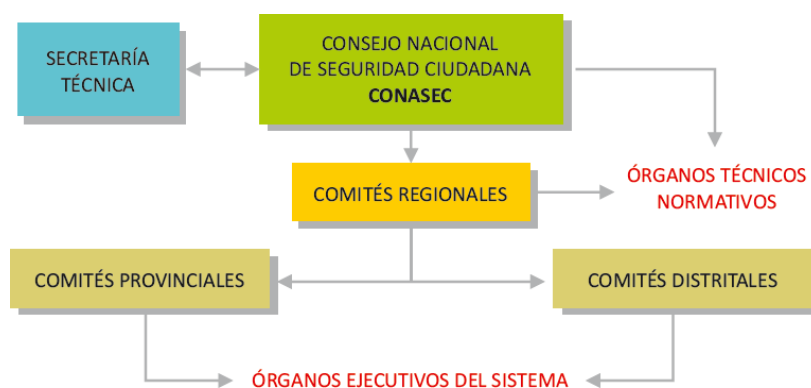 SECRETARÍA
TÉCNICA
CONSEJO NACIONAL
DE SEGURIDAD CIUDADANA
CONASEC
COMITÉS REGIONALES
ÓRGANOS TÉCNICOS
NORMATIVOS
COMITÉS PROVINCIALES
COMITÉS DISTRITALES
ÓRGANOS EJECUTIVOS DEL SISTEMA